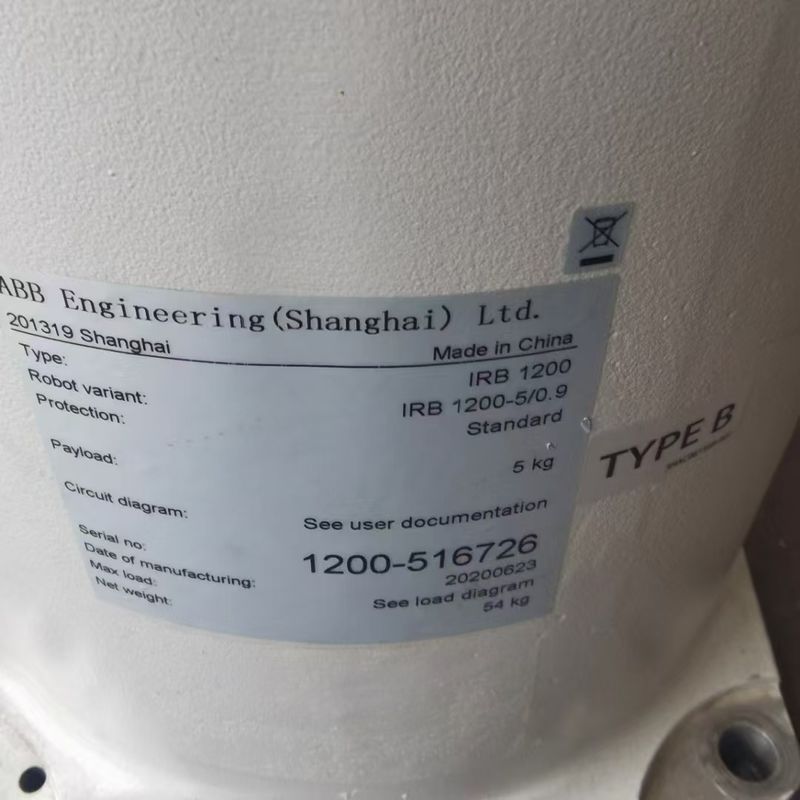 ABB Engineering(Shanghai) Ltd.
201319 Shanghai Made in China
Type: IRB 1200
Robot variant: IRB 1200-5/0.9
Protection: Standard
Payload: 5 kg
Circuit diagram: See user documentation
Serial no: 1200-516726
Date of manufacturing: 20200623
Max load: See load diagram
Net weight: 54 kg
TYPE B